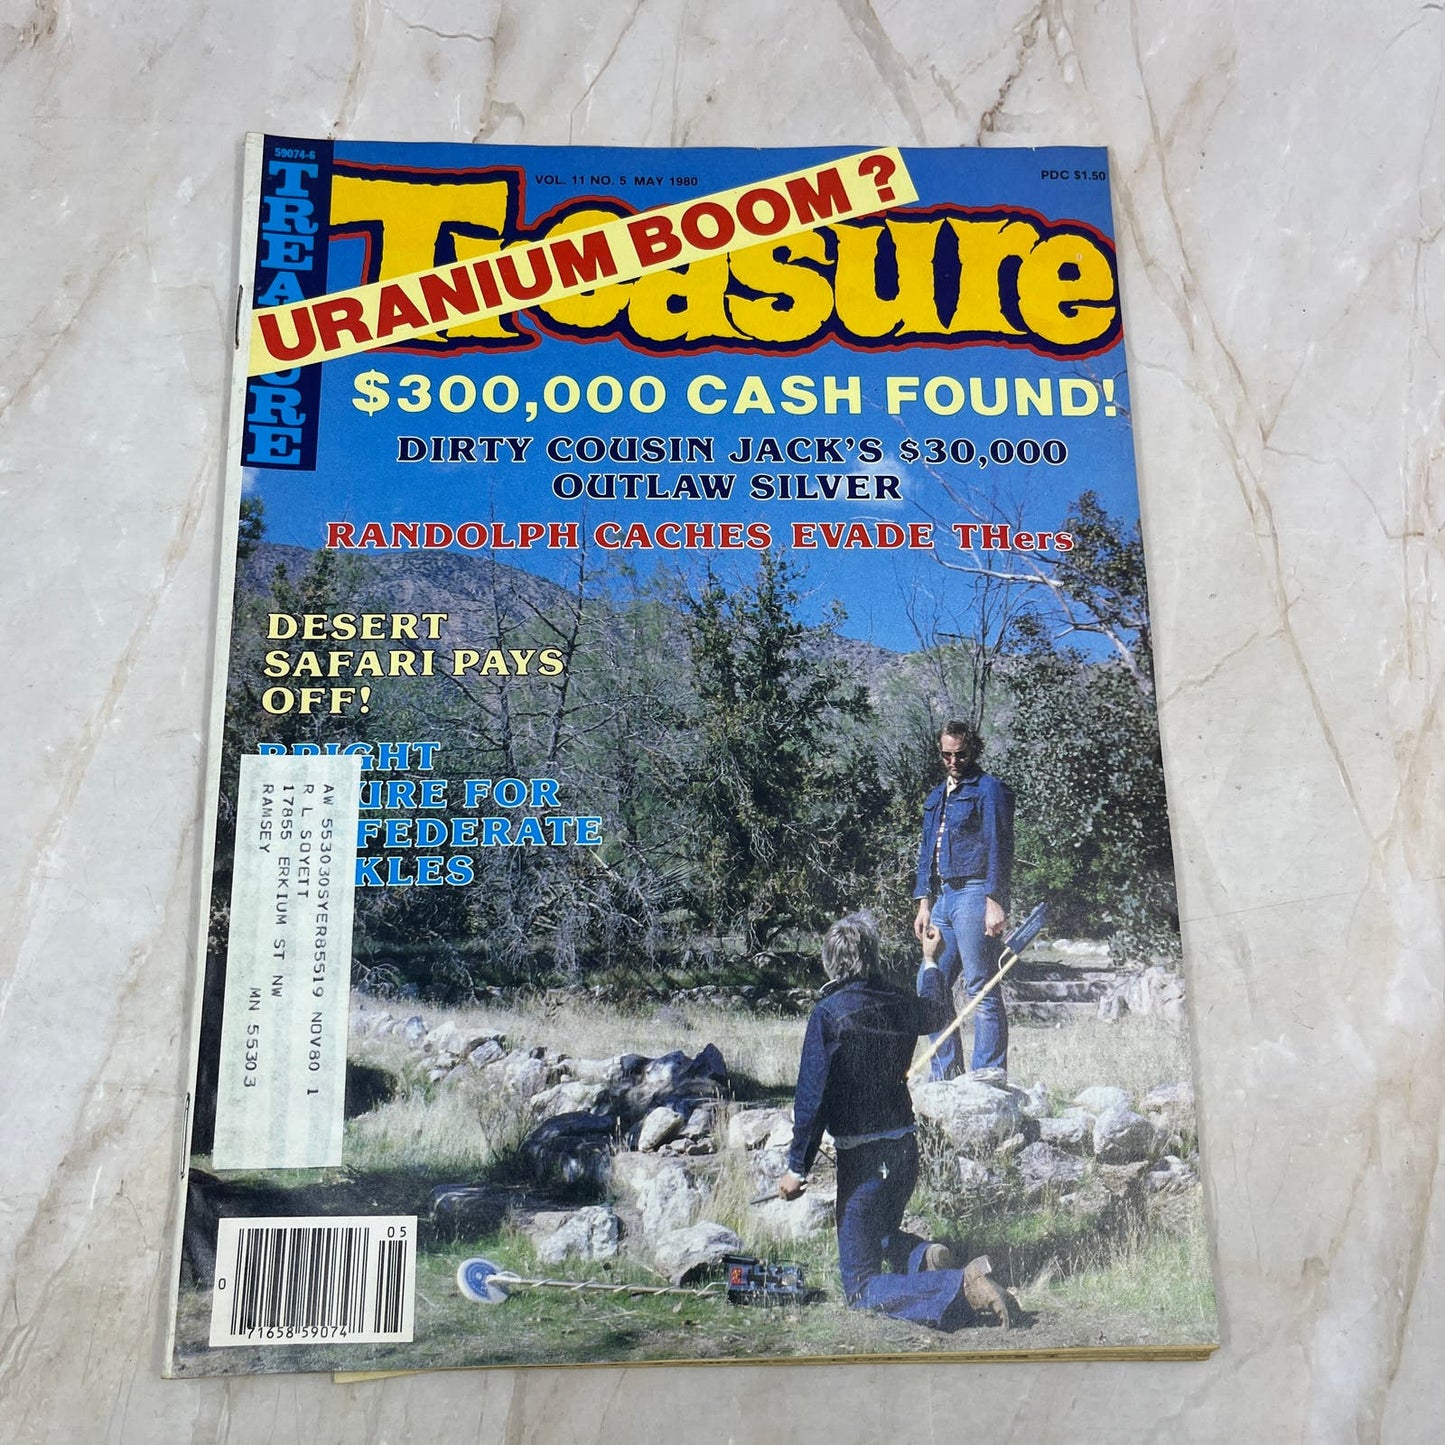 59074-6
TREASURE
VOL. 11 NO. 5 MAY 1980
PDC $1.50
Treasure
URANIUM BOOM?
$300,000 CASH FOUND!
DIRTY COUSIN JACK'S $30,000
OUTLAW SILVER
RANDOLPH CACHES EVADE THers
DESERT
SAFARI PAYS
OFF!
BRIGHT
URE FOR
FEDERATE
KLES
AW 553030SYER85519 NOV80 1
R L SOYETT
17855 ERKIUM ST NW
RAMSEY MN 55303
05
0 71658 59074